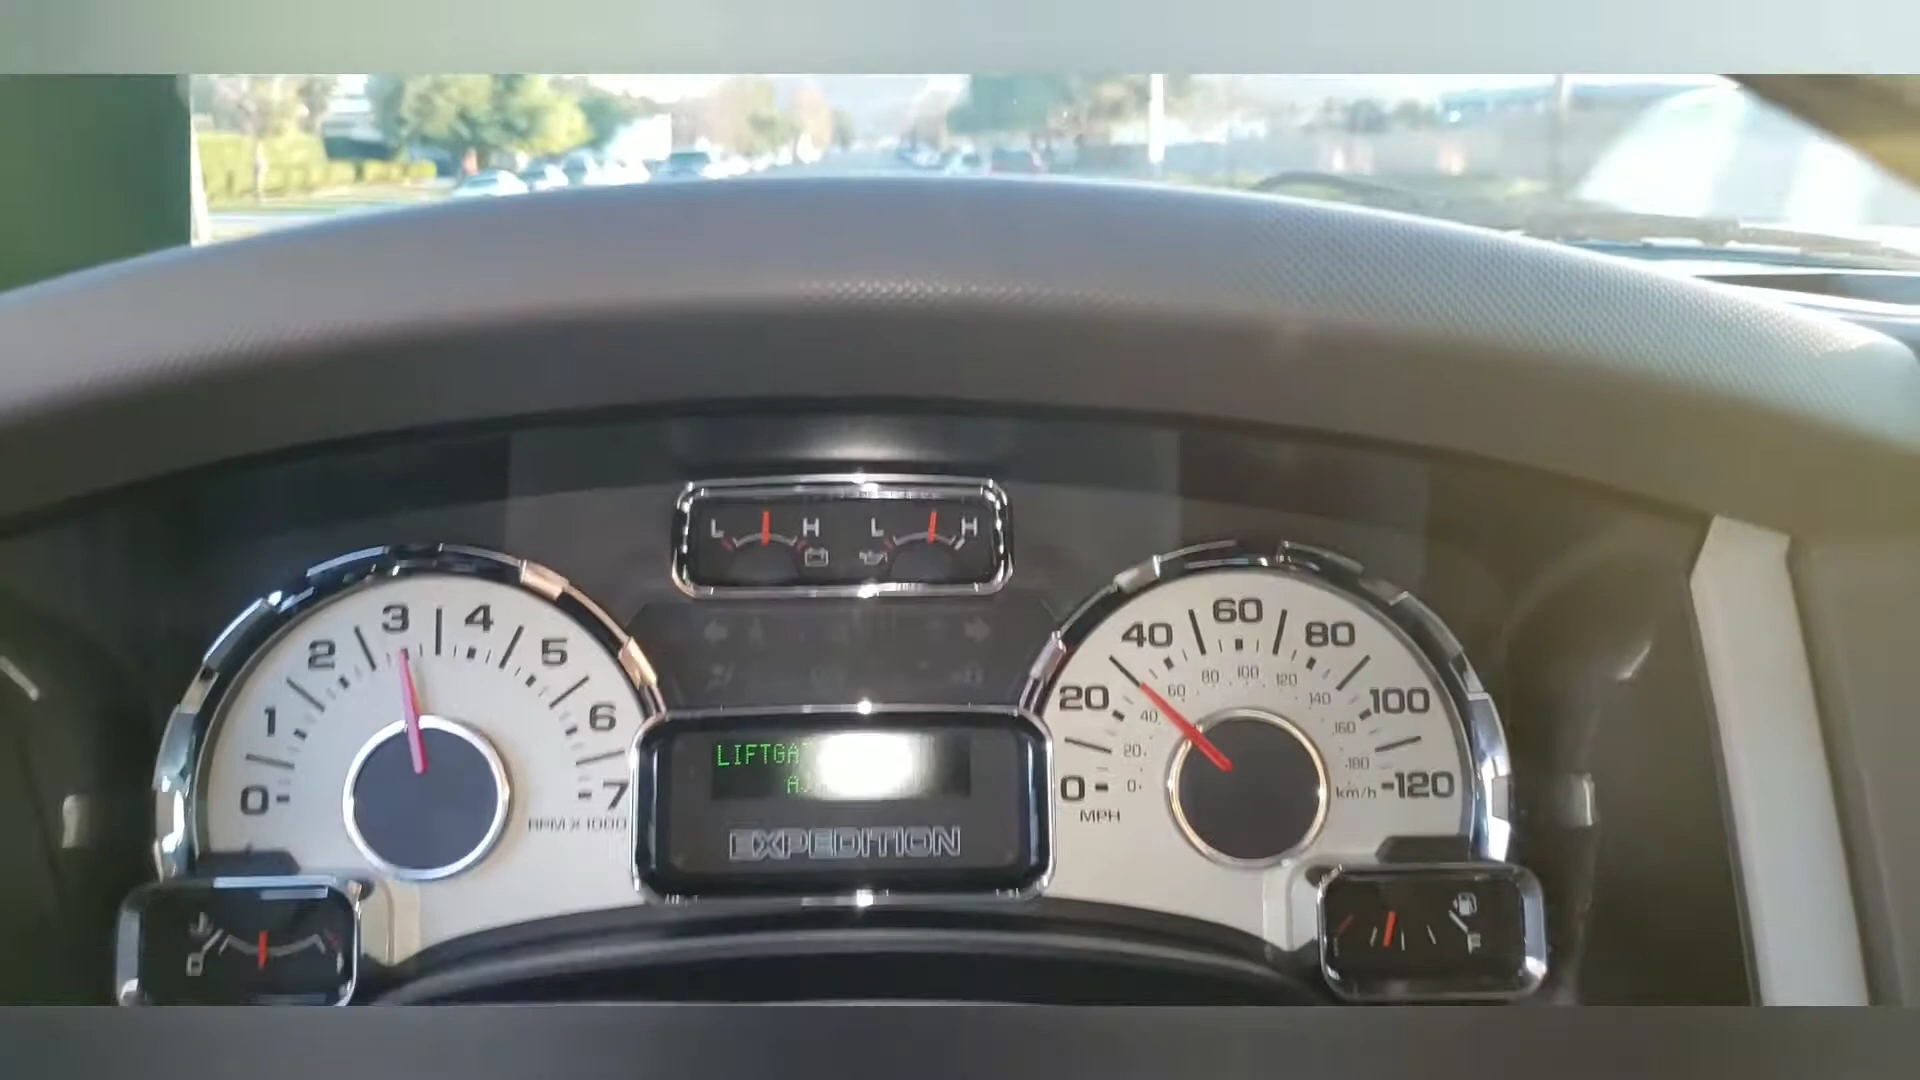 L H L H
0 1 2 3 4 5 6 7
RPM X 1000
LIFTGA
EXPEDITION
0 20 40 60 80 100 120
0 20 40 60 80 100 120 140 160 180
MPH
km/h
F